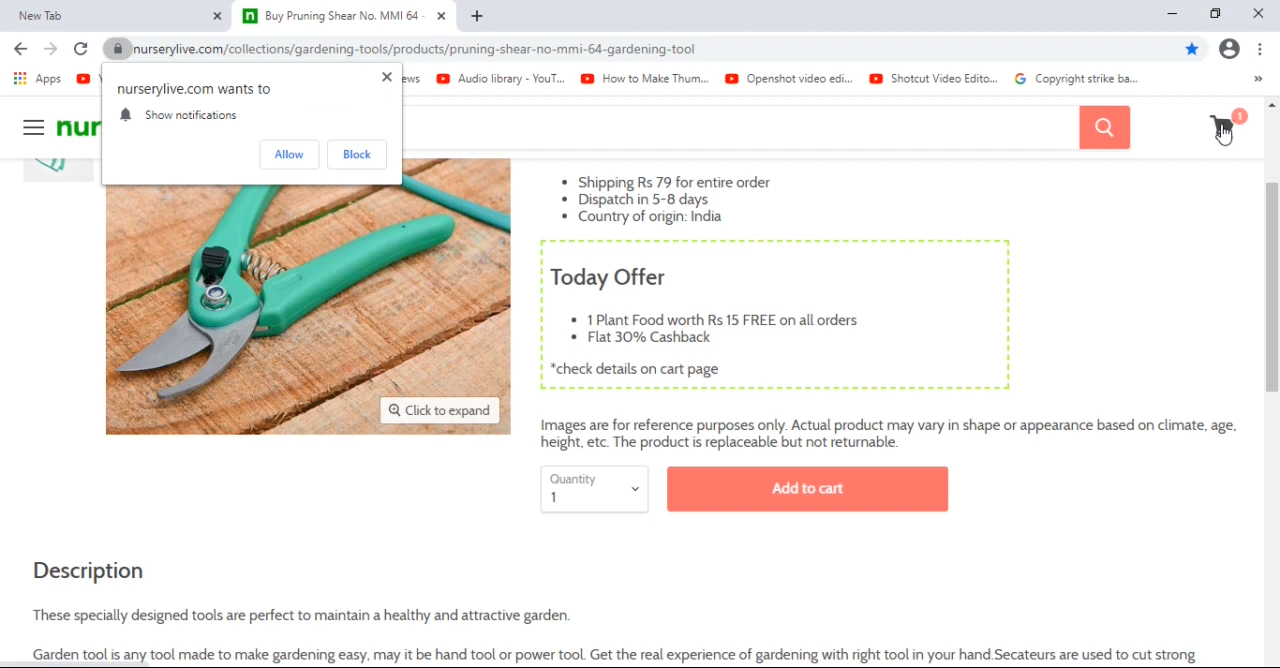 New Tab
Buy Pruning Shear No. MMI 64 -
nurserylive.com/collections/gardening-tools/products/pruning-shear-no-mmi-64-gardening-tool
Apps
Audio library - YouT...
How to Make Thum...
Openshot video edi...
Shotcut Video Edito...
Copyright strike ba...
»
nurserylive.com wants to
Show notifications
Allow
Block
nur
1
Shipping Rs 79 for entire order
Dispatch in 5-8 days
Country of origin: India
Today Offer
1 Plant Food worth Rs 15 FREE on all orders
Flat 30% Cashback
*check details on cart page
Click to expand
Images are for reference purposes only. Actual product may vary in shape or appearance based on climate, age,
height, etc. The product is replaceable but not returnable.
Quantity
1
Add to cart
Description
These specially designed tools are perfect to maintain a healthy and attractive garden.
Garden tool is any tool made to make gardening easy, may it be hand tool or power tool. Get the real experience of gardening with right tool in your hand.Secateurs are used to cut strong